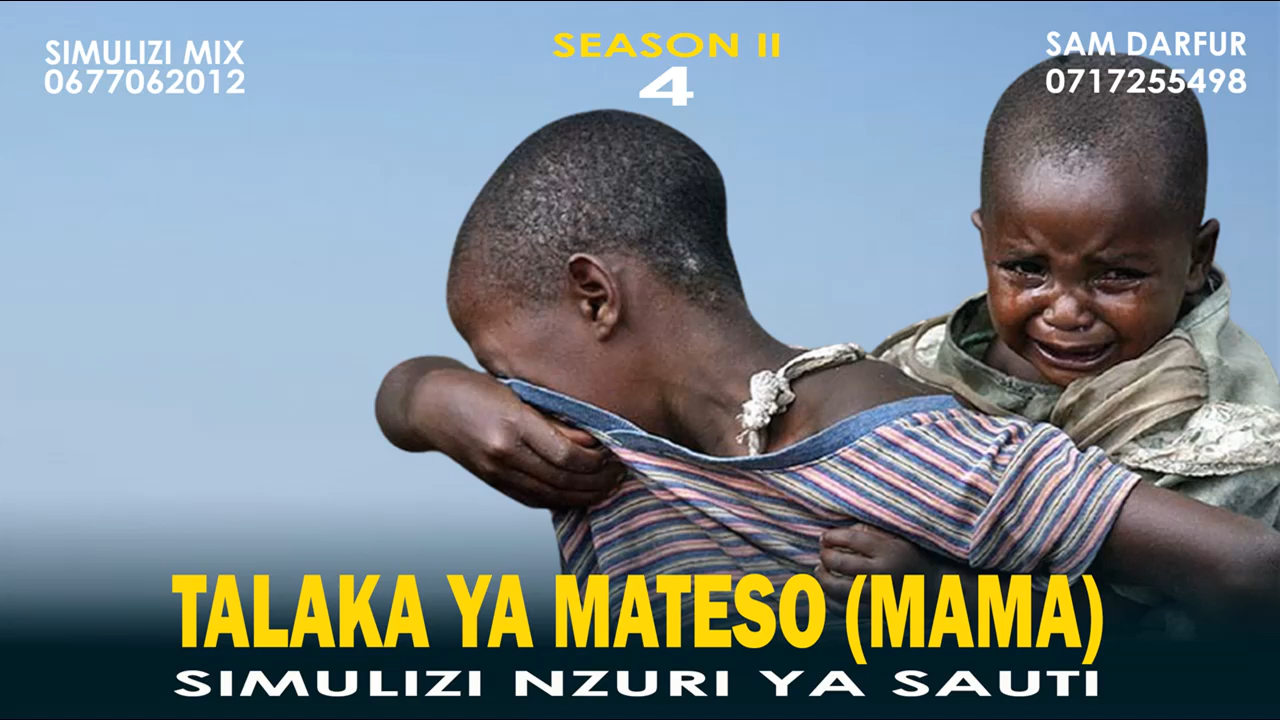 SIMULIZI MIX
0677062012
SEASON II
4
SAM DARFUR
0717255498
TALAKA YA MATESO (MAMA)
SIMULIZI NZURI YA SAUTI